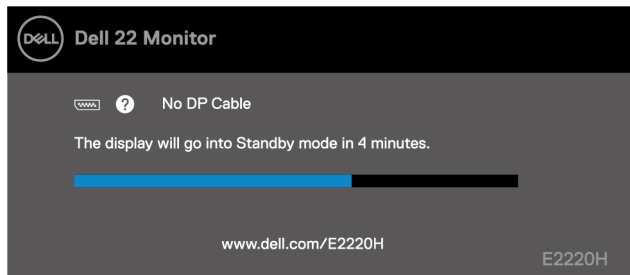 DELL
Dell 22 Monitor
? No DP Cable
The display will go into Standby mode in 4 minutes.
www.dell.com/E2220H
E2220H